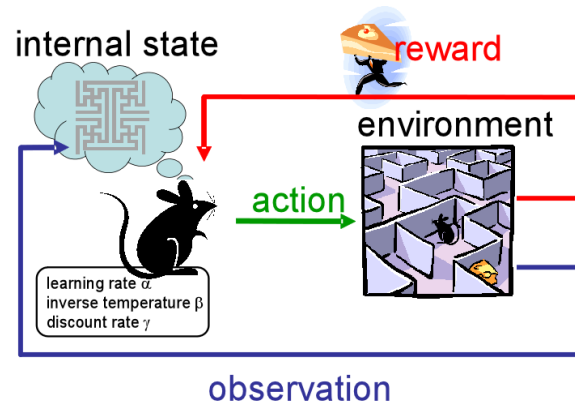 internal state
reward
environment
action
learning rate α
inverse temperature β
discount rate γ
observation